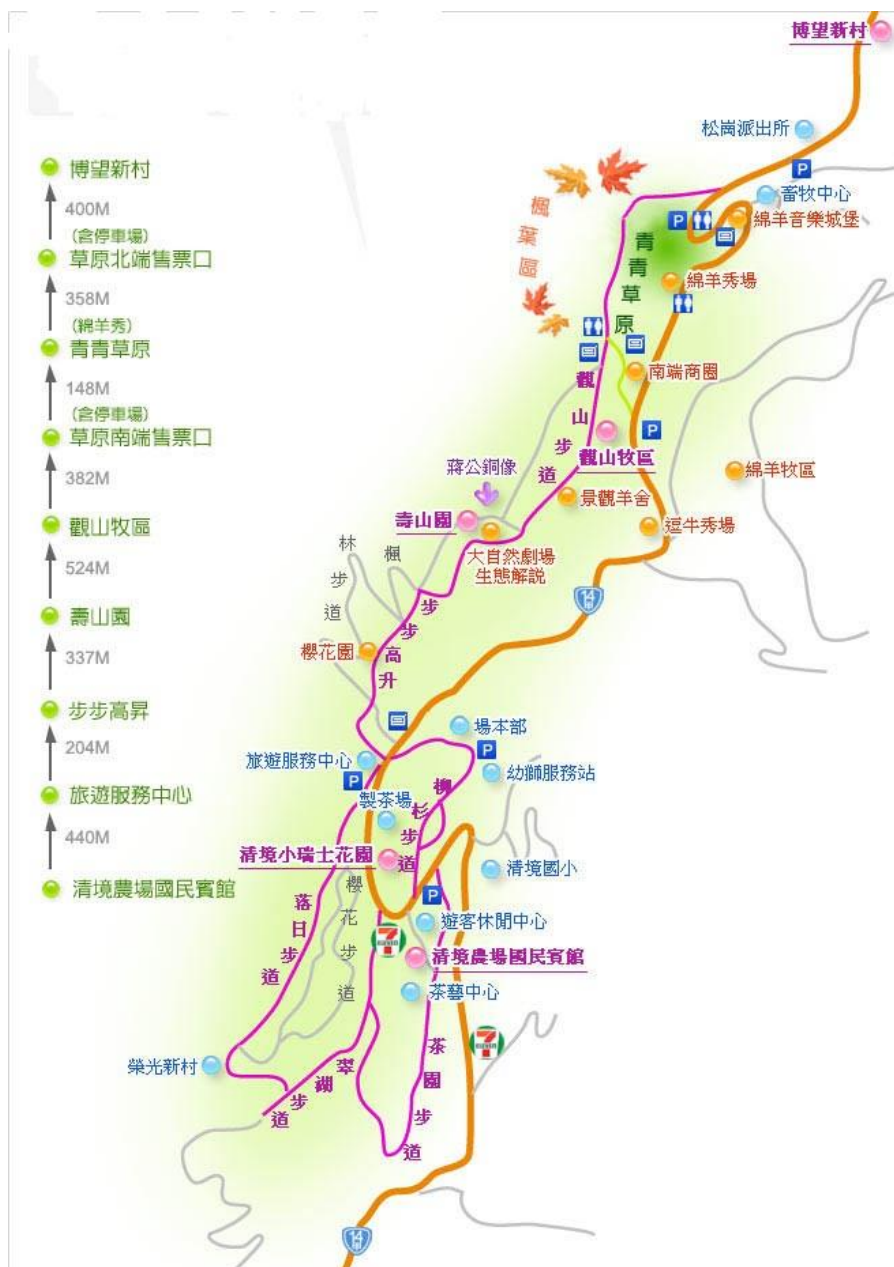 博望新村
松崗派出所
P
畜牧中心
綿羊音樂城堡
P
楓葉區
青青草原
綿羊秀場
南端商圈
觀山步道
P
觀山牧區
綿羊牧區
蔣公銅像
景觀羊舍
壽山園
逗牛秀場
大自然劇場
生態解說
楓林步道
14甲
步步高升
櫻花園
場本部
旅遊服務中心
P
P
幼獅服務站
製茶場
柳杉步道
清境小瑞士花園
清境國小
P
櫻花步道
落日步道
遊客休閒中心
7
ELEVEN
清境農場國民賓館
茶藝中心
7
ELEVEN
榮光新村
翠湖步道
茶園步道
14甲
博望新村
400M
(含停車場)
草原北端售票口
358M
(綿羊秀)
青青草原
148M
(含停車場)
草原南端售票口
382M
觀山牧區
524M
壽山園
337M
步步高昇
204M
旅遊服務中心
440M
清境農場國民賓館